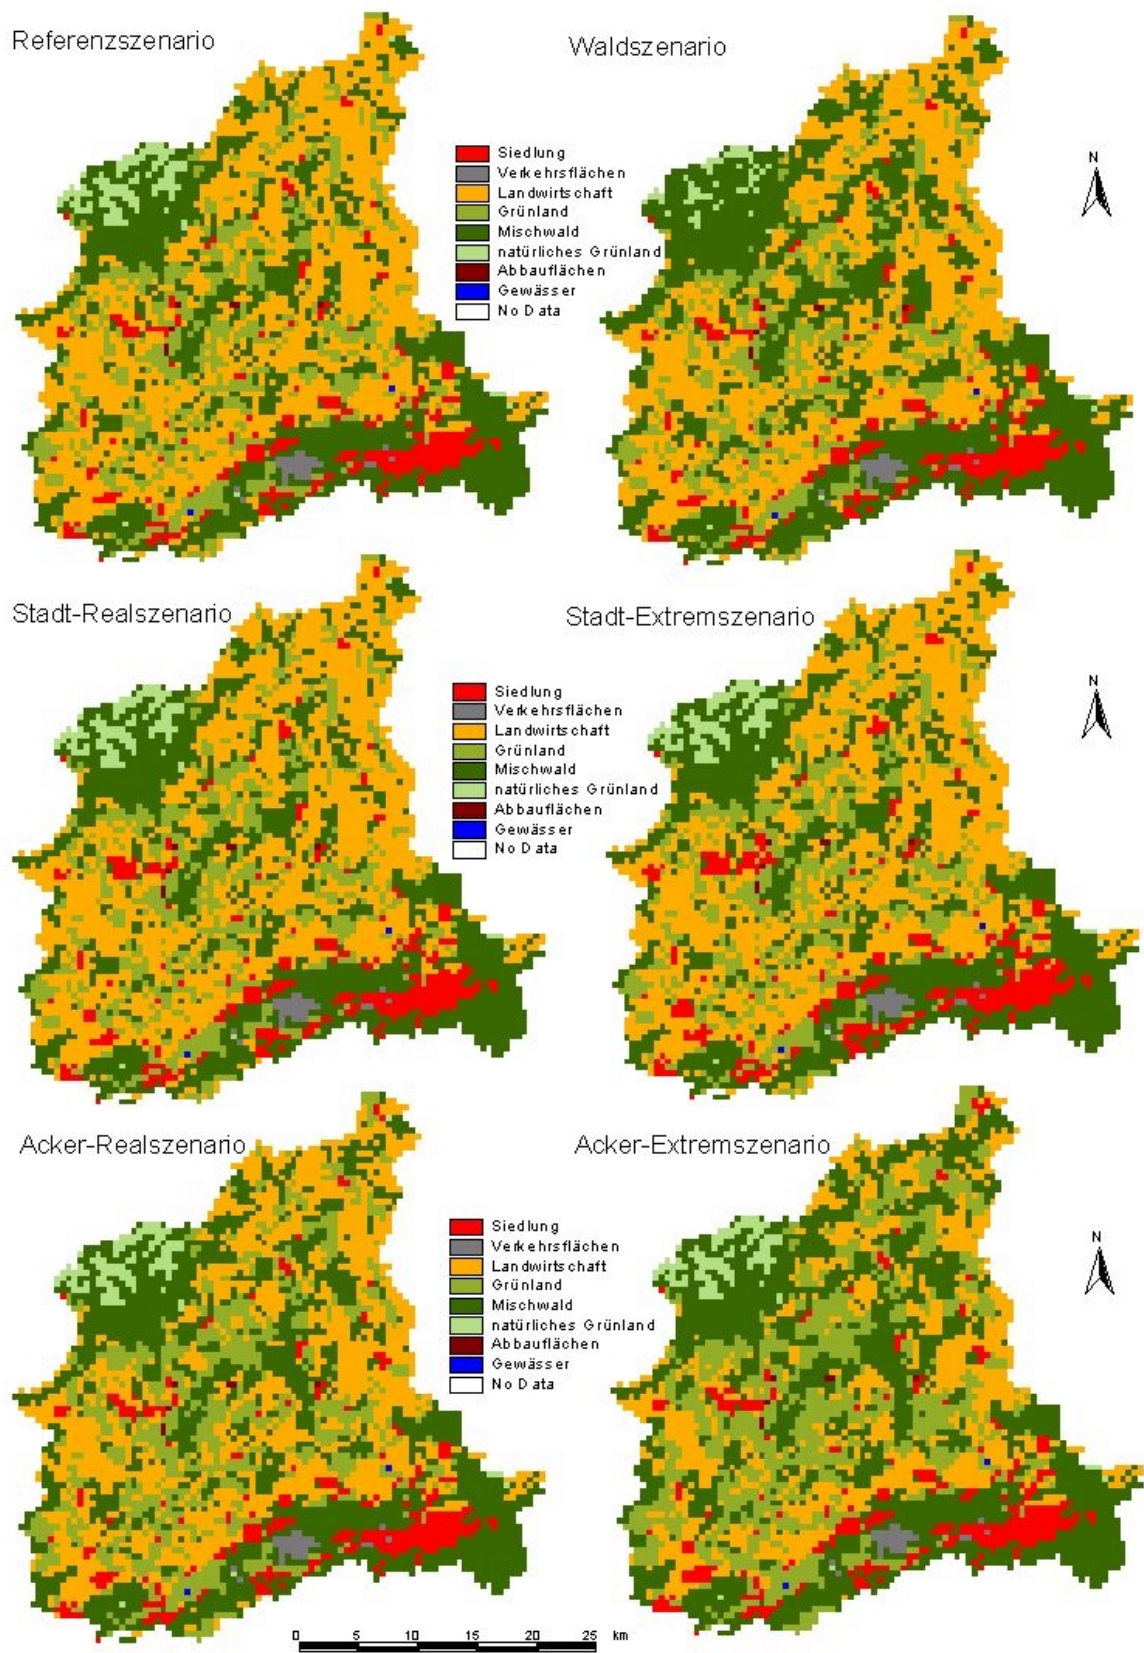 Referenzszenario
Waldszenario
Siedlung
Verkehrsflächen
Landwirtschaft
Grünland
Mischwald
natürliches Grünland
Abbauflächen
Gewässer
No Data
N
Stadt-Realszenario
Stadt-Extremszenario
Siedlung
Verkehrsflächen
Landwirtschaft
Grünland
Mischwald
natürliches Grünland
Abbauflächen
Gewässer
No Data
N
Acker-Realszenario
Acker-Extremszenario
Siedlung
Verkehrsflächen
Landwirtschaft
Grünland
Mischwald
natürliches Grünland
Abbauflächen
Gewässer
No Data
N
0 5 10 15 20 25 km